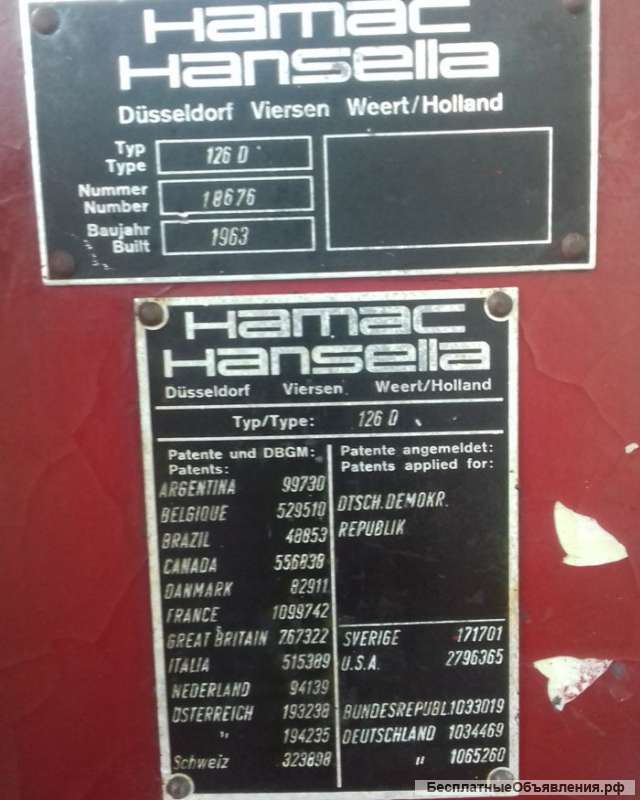 Hamac
Hansella
Düsseldorf Viersen Weert/Holland
Typ
Type 126 D
Nummer
Number 18676
Baujahr
Built 1963
Hamac
Hansella
Düsseldorf Viersen Weert/Holland
Typ/Type: 126 D
Patente und DBGM:
Patents:
ARGENTINA 99730
BELGIQUE 529510
BRAZIL 48853
CANADA 556838
DANMARK 82911
FRANCE 1099742
GREAT BRITAIN 767322
ITALIA 515389
NEDERLAND 94139
ÖSTERREICH 193238
" 194235
Schweiz 323898
Patente angemeldet:
Patents applied for:
DTSCH. DEMOKR.
REPUBLIK
SVERIGE 171701
U.S.A. 2796365
BUNDESREPUBL. 1033019
DEUTSCHLAND 1034469
" 1065260
БесплатныеОбъявления.рф